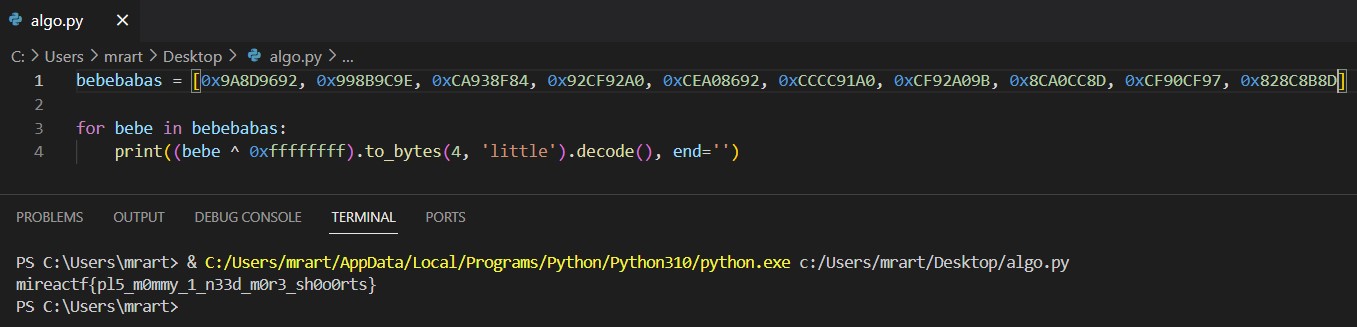 algo.py
C: > Users > mrart > Desktop > algo.py > ...
1 bebebabas = [0x9A8D9692, 0x998B9C9E, 0xCA938F84, 0x92CF92A0, 0xCEA08692, 0xCCCC91A0, 0xCF92A09B, 0x8CA0CC8D, 0xCF90CF97, 0x828C8B8D]
2
3 for bebe in bebebabas:
4     print((bebe ^ 0xffffffff).to_bytes(4, 'little').decode(), end='')
PROBLEMS OUTPUT DEBUG CONSOLE TERMINAL PORTS
PS C:\Users\mrart> & C:/Users/mrart/AppData/Local/Programs/Python/Python310/python.exe c:/Users/mrart/Desktop/algo.py
mireactf{pl5_m0mmy_1_n33d_m0r3_sh0o0rts}
PS C:\Users\mrart>